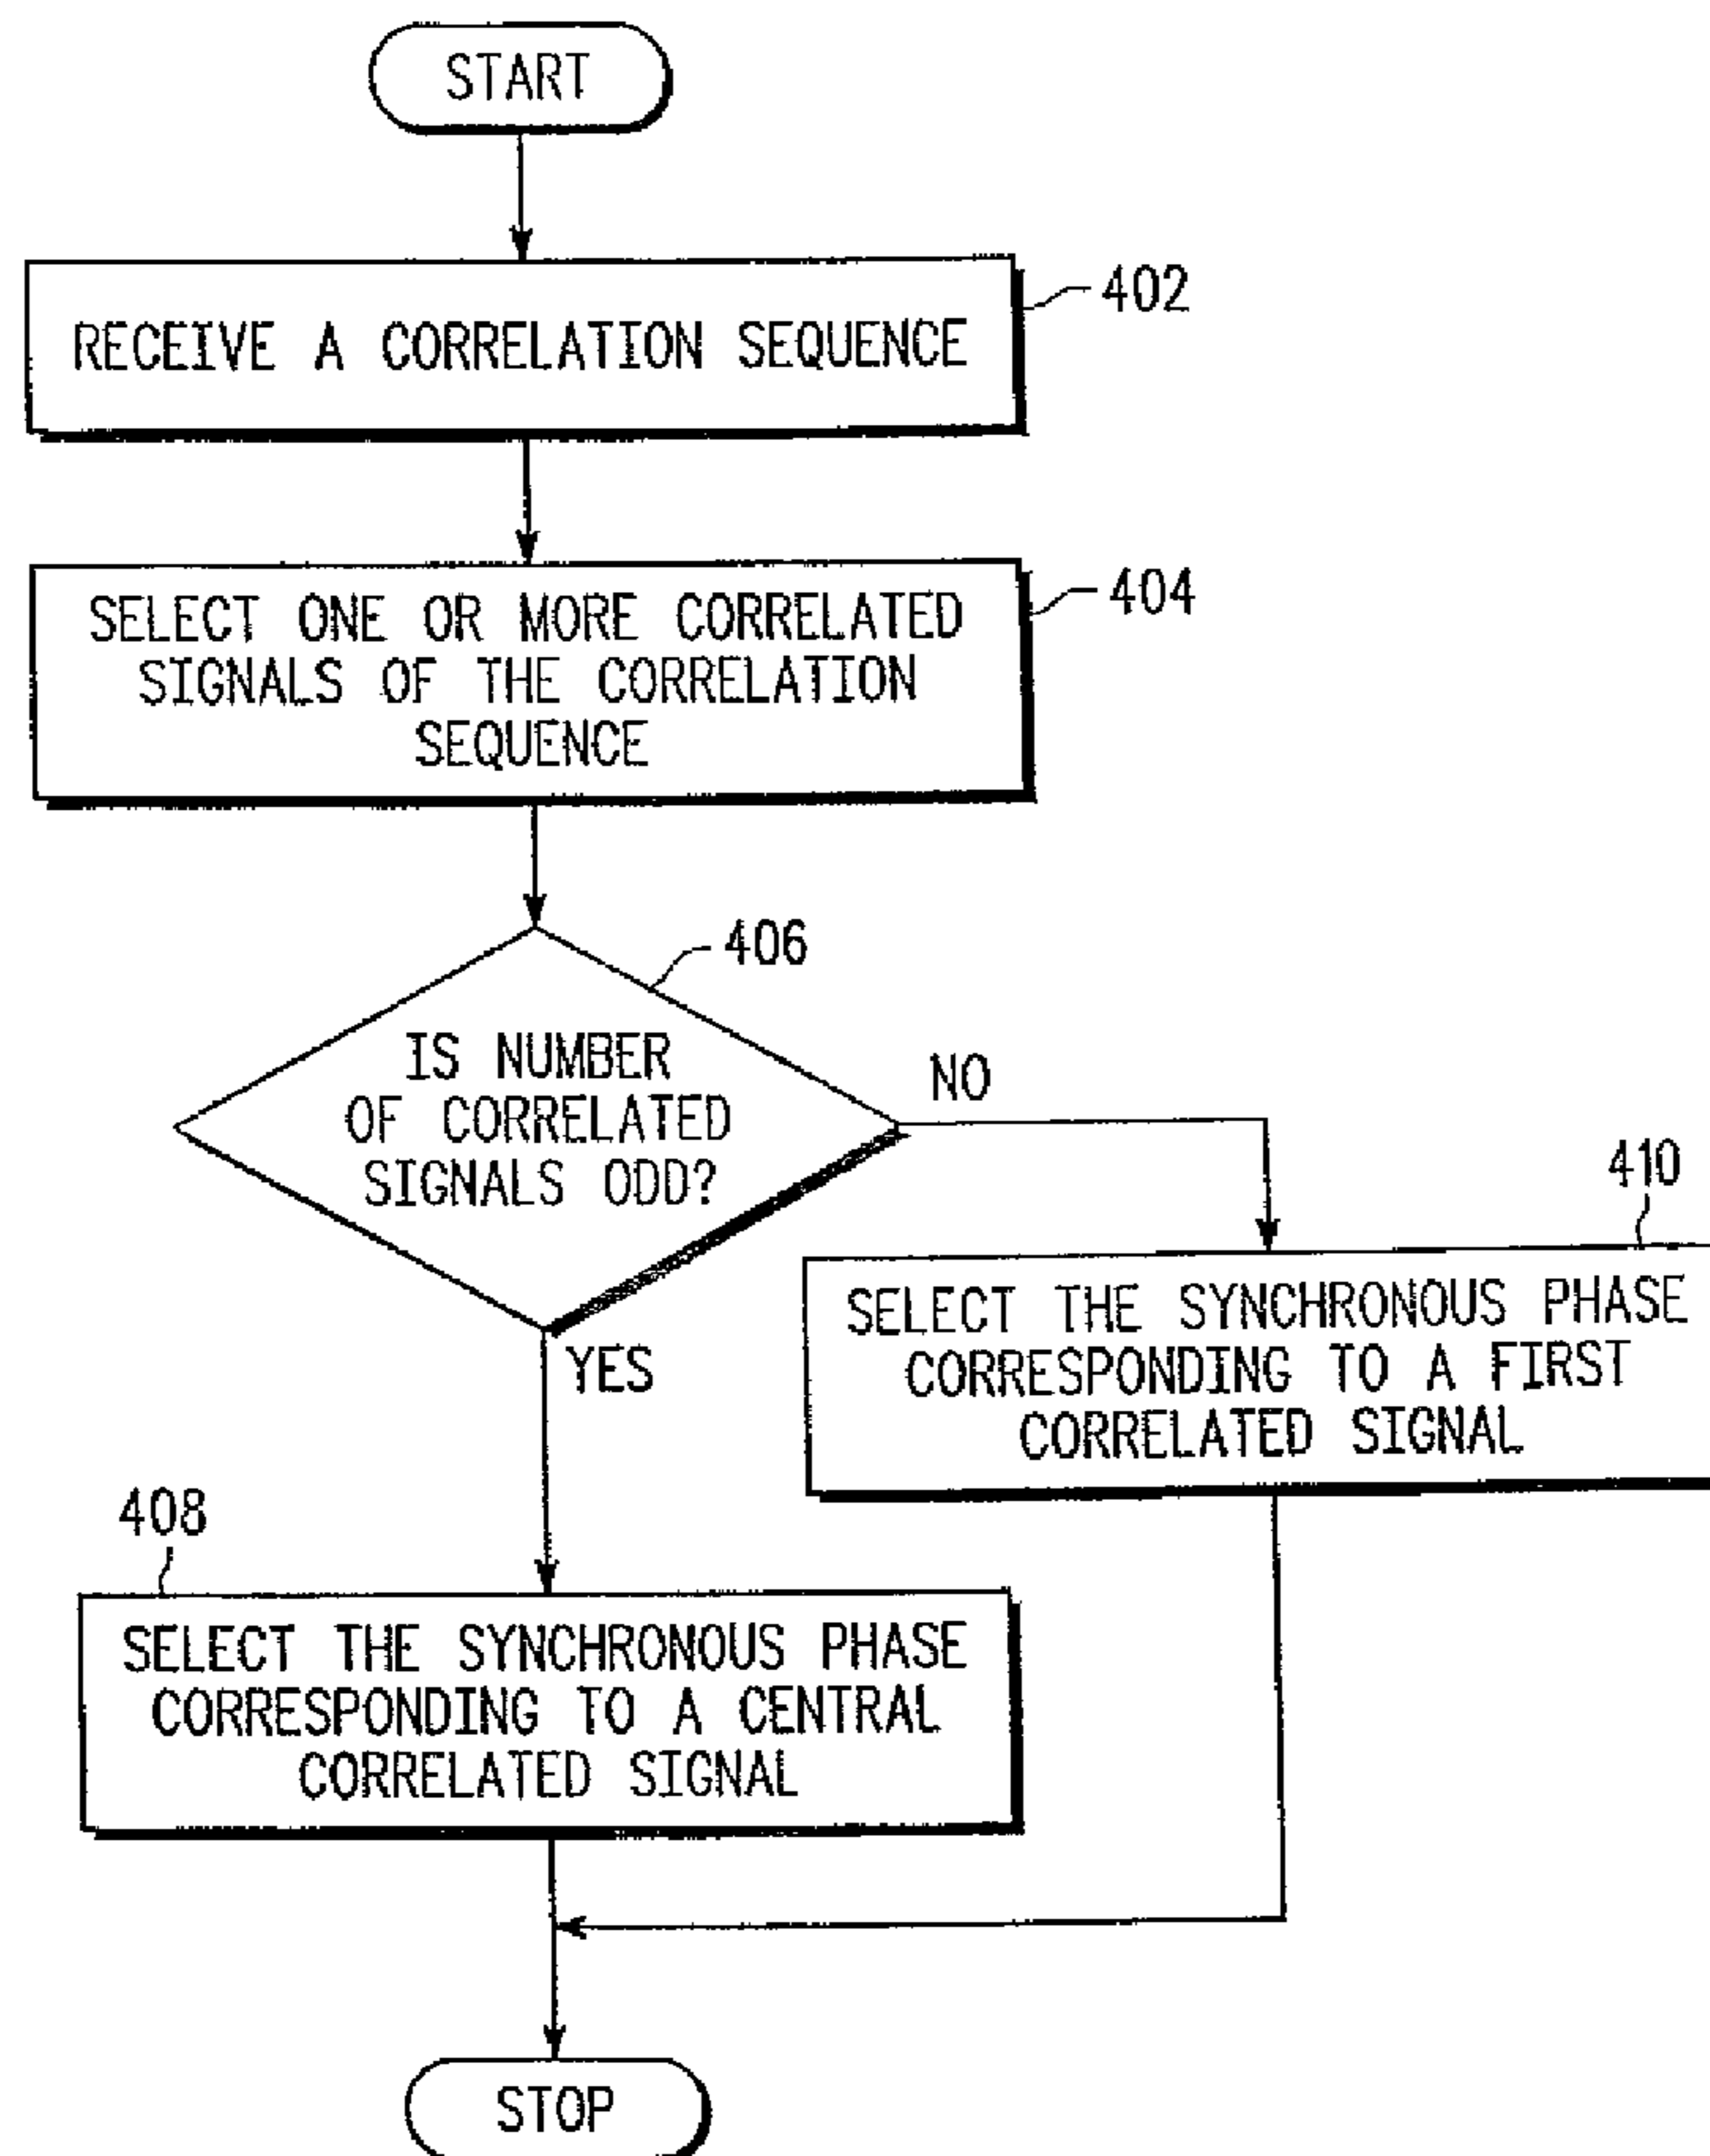 START
RECEIVE A CORRELATION SEQUENCE
402
SELECT ONE OR MORE CORRELATED
SIGNALS OF THE CORRELATION
SEQUENCE
404
406
IS NUMBER
OF CORRELATED
SIGNALS ODD?
NO
YES
410
SELECT THE SYNCHRONOUS PHASE
CORRESPONDING TO A FIRST
CORRELATED SIGNAL
408
SELECT THE SYNCHRONOUS PHASE
CORRESPONDING TO A CENTRAL
CORRELATED SIGNAL
STOP